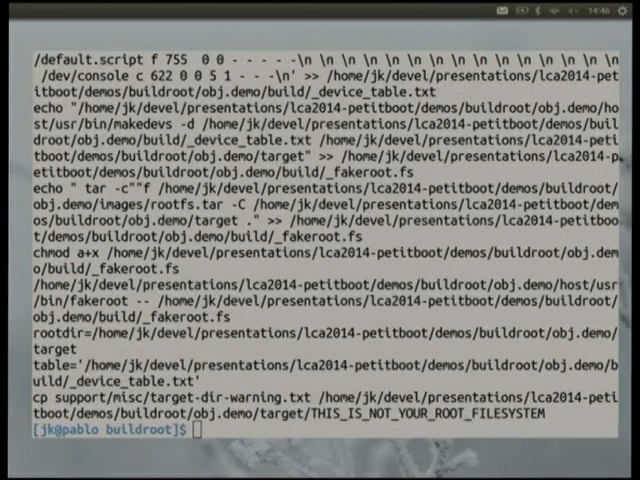 14:46
/default.script f 755  0 0 - - - - -\n \n \n \n \n \n \n \n \n \n \n \n \n \n
 /dev/console c 622 0 0 5 1 - - -\n' >> /home/jk/devel/presentations/lca2014-pet
itboot/demos/buildroot/obj.demo/build/_device_table.txt
echo "/home/jk/devel/presentations/lca2014-petitboot/demos/buildroot/obj.demo/ho
st/usr/bin/makedevs -d /home/jk/devel/presentations/lca2014-petitboot/demos/buil
droot/obj.demo/build/_device_table.txt /home/jk/devel/presentations/lca2014-peti
tboot/demos/buildroot/obj.demo/target" >> /home/jk/devel/presentations/lca2014-p
etitboot/demos/buildroot/obj.demo/build/_fakeroot.fs
echo " tar -c""f /home/jk/devel/presentations/lca2014-petitboot/demos/buildroot/
obj.demo/images/rootfs.tar -C /home/jk/devel/presentations/lca2014-petitboot/dem
os/buildroot/obj.demo/target ." >> /home/jk/devel/presentations/lca2014-petitboo
t/demos/buildroot/obj.demo/build/_fakeroot.fs
chmod a+x /home/jk/devel/presentations/lca2014-petitboot/demos/buildroot/obj.dem
o/build/_fakeroot.fs
/home/jk/devel/presentations/lca2014-petitboot/demos/buildroot/obj.demo/host/usr
/bin/fakeroot -- /home/jk/devel/presentations/lca2014-petitboot/demos/buildroot/
obj.demo/build/_fakeroot.fs
rootdir=/home/jk/devel/presentations/lca2014-petitboot/demos/buildroot/obj.demo/
target
table='/home/jk/devel/presentations/lca2014-petitboot/demos/buildroot/obj.demo/b
uild/_device_table.txt'
cp support/misc/target-dir-warning.txt /home/jk/devel/presentations/lca2014-peti
tboot/demos/buildroot/obj.demo/target/THIS_IS_NOT_YOUR_ROOT_FILESYSTEM
[jk@pablo buildroot]$